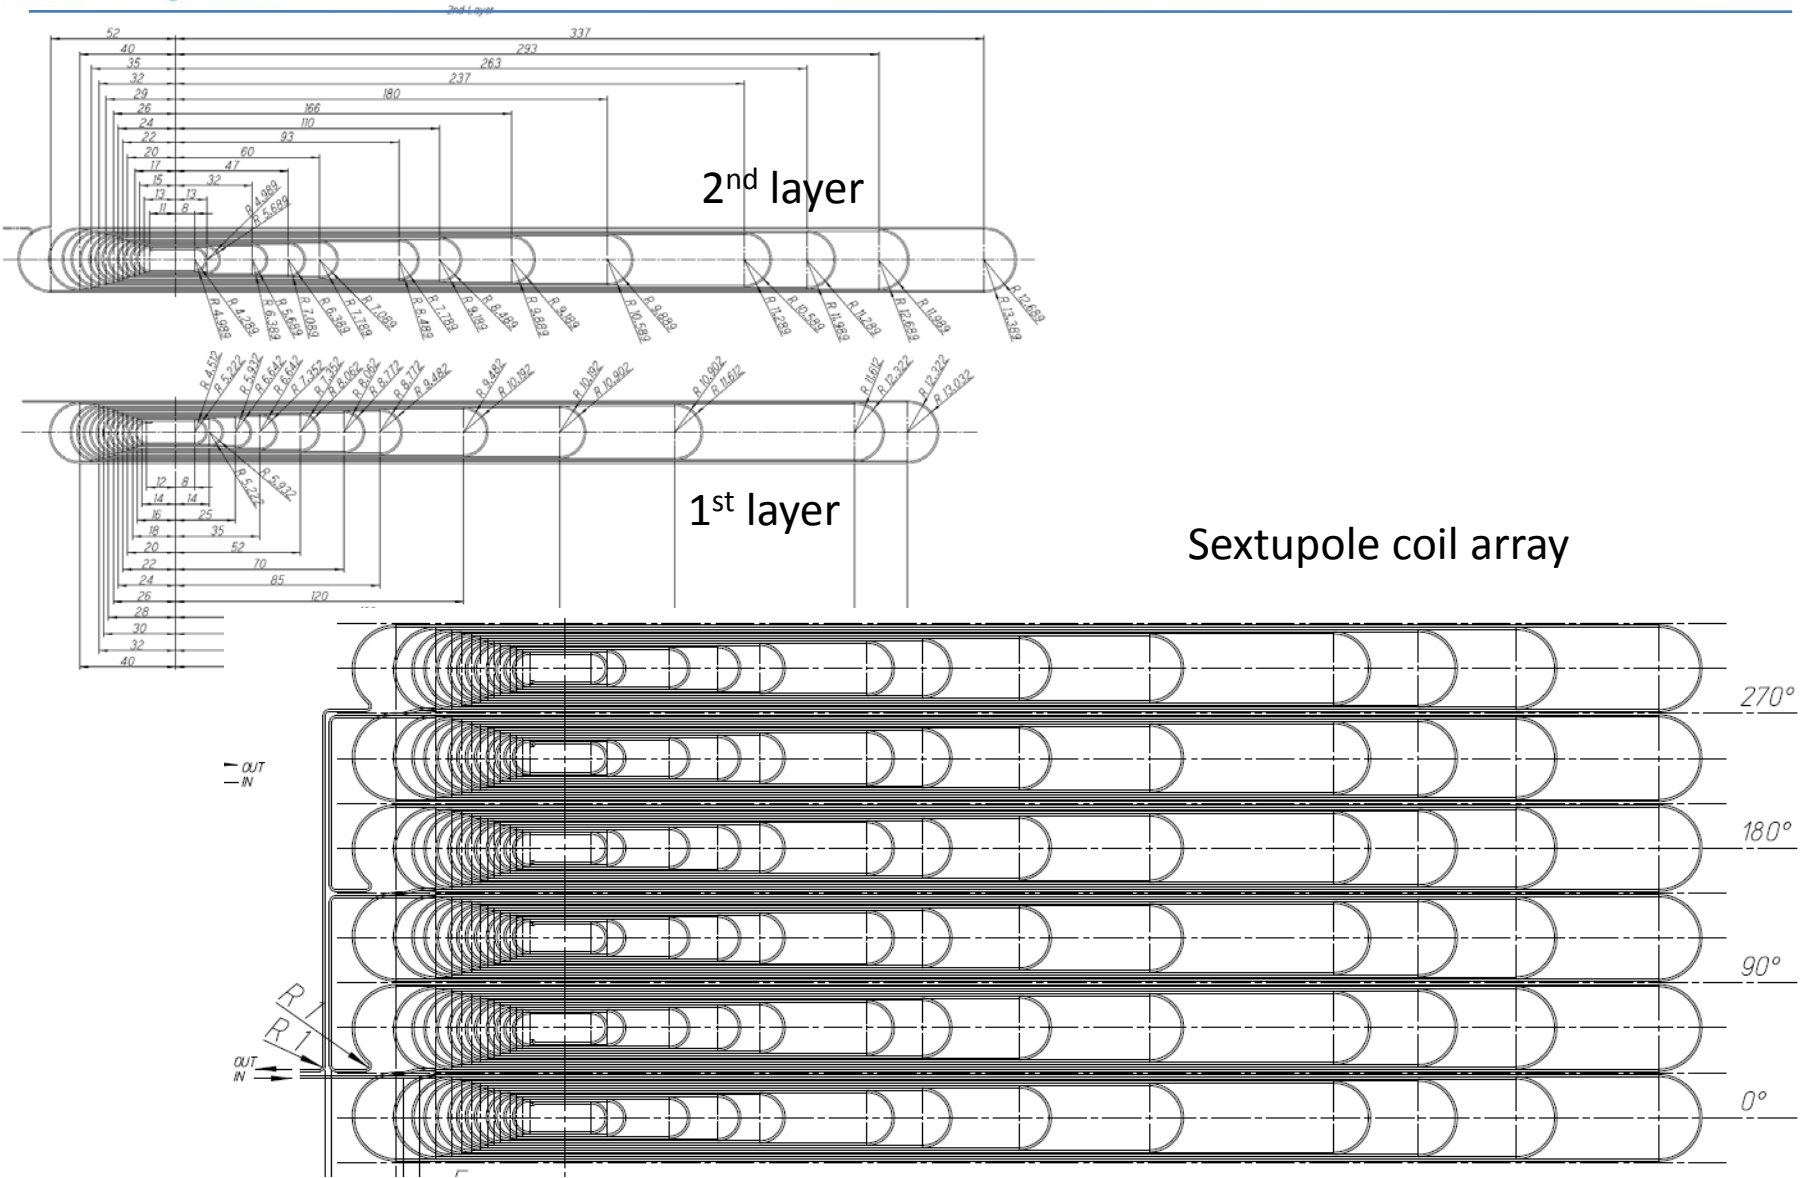 2nd Layer
52 337
40 293
35 263
32 237
29 180
26 166
24 110
22 93
20 60
17 47
15 32
13 13
11 8
R 4,989
R 5,689
2nd layer
R 4,989
R 4,289
R 6,389
R 5,689
R 7,089
R 6,389
R 7,789
R 7,089
R 8,489
R 7,789
R 9,189
R 8,489
R 9,889
R 9,189
R 10,589
R 9,889
R 11,289
R 10,589
R 11,989
R 11,289
R 12,689
R 11,989
R 13,389
R 12,689
R 4,512
R 5,222
R 5,932
R 6,642
R 6,642
R 7,352
R 7,352
R 8,062
R 8,062
R 8,772
R 8,772
R 9,482
R 9,482
R 10,192
R 10,192
R 10,902
R 10,902
R 11,612
R 11,612
R 12,322
R 12,322
R 13,032
R 5,222
R 5,932
1st layer
12 8
14 14
16 25
18 35
20 52
22 70
24 85
26 120
28
30
32
40
Sextupole coil array
270°
OUT
IN
180°
90°
R 1
R 1
OUT
IN
0°